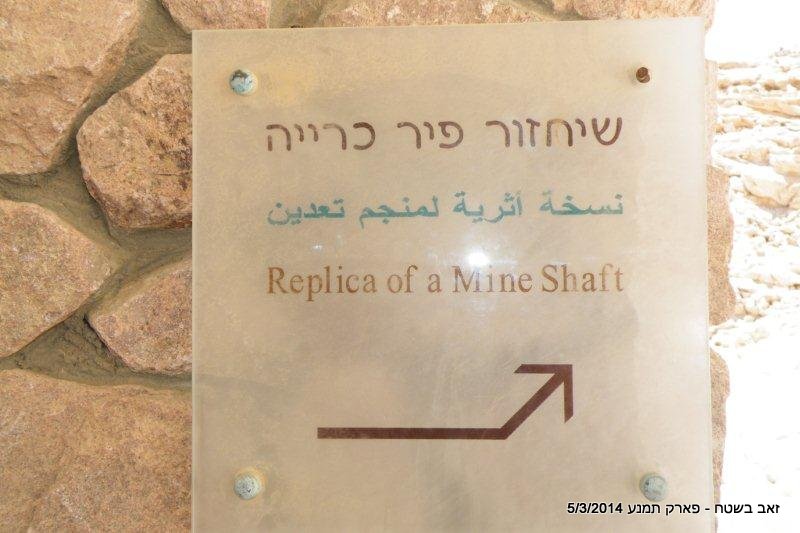 שיחזור פיר כרייה
نسخة أثرية لمنجم تعدين
Replica of a Mine Shaft
זאב בשטח - פארק תמנע 5/3/2014